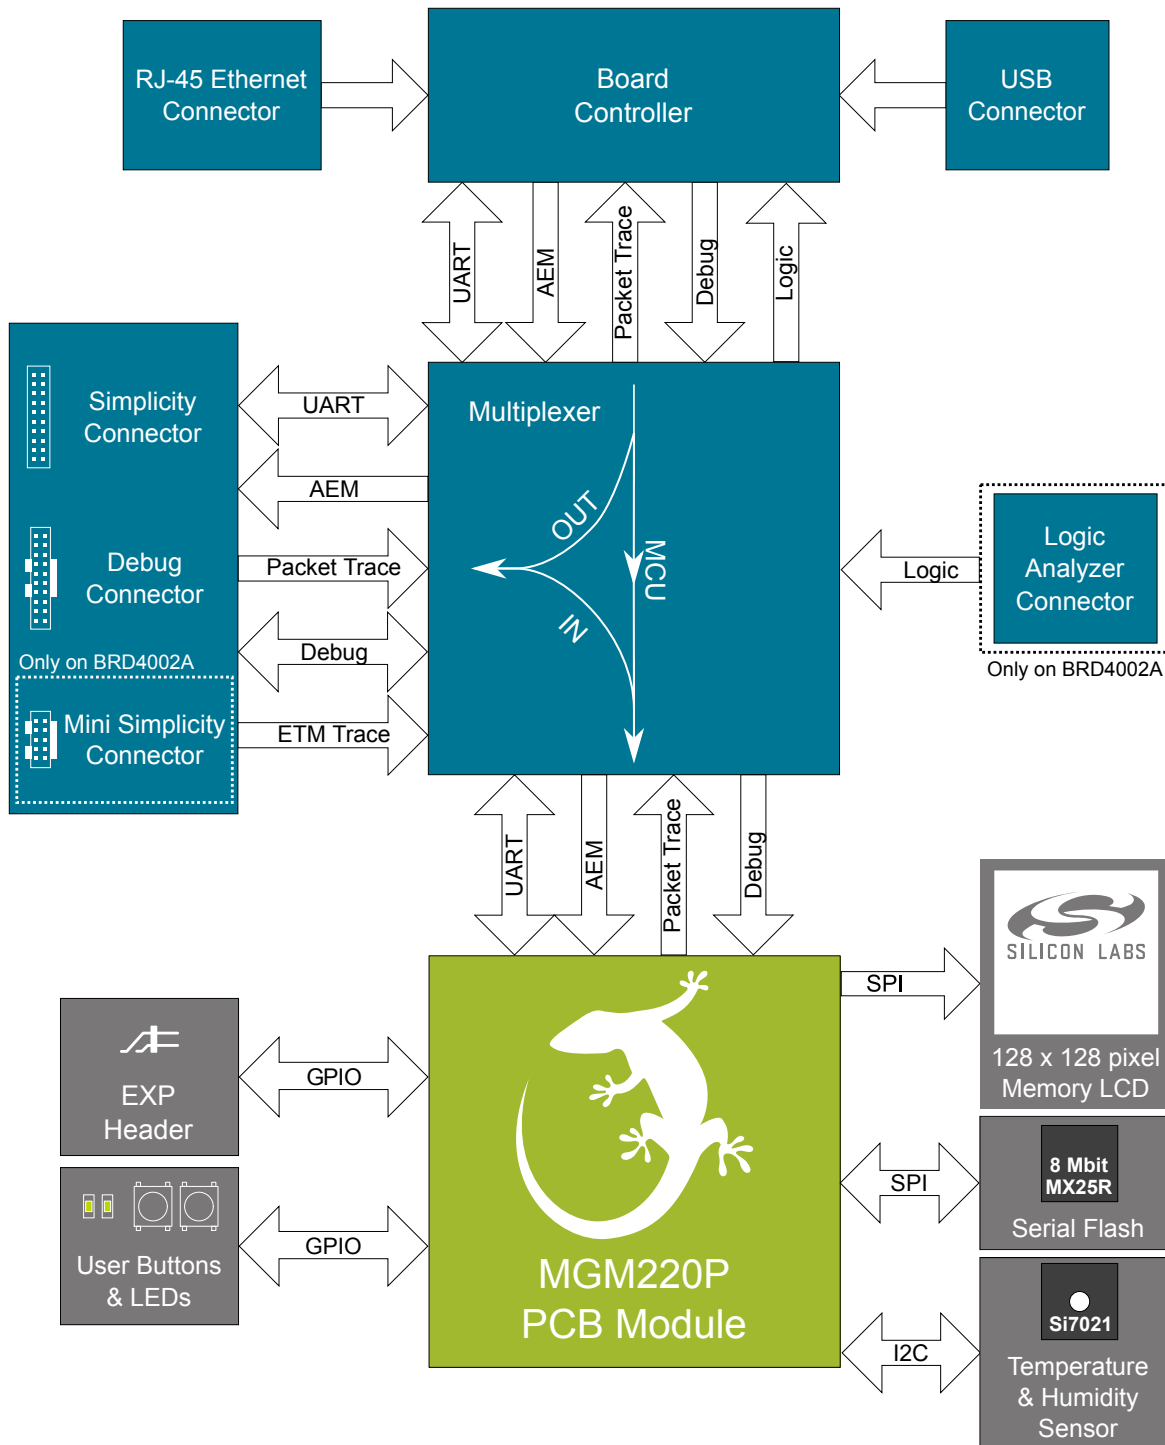 RJ-45 Ethernet
Connector
Board
Controller
USB
Connector
UART
AEM
Packet Trace
Debug
Logic
Simplicity
Connector
Debug
Connector
Only on BRD4002A
Mini Simplicity
Connector
UART
AEM
Packet Trace
Debug
ETM Trace
Multiplexer
OUT
MCU
IN
Logic
Logic
Analyzer
Connector
Only on BRD4002A
UART
AEM
Packet Trace
Debug
EXP
Header
GPIO
User Buttons
& LEDs
GPIO
MGM220P
PCB Module
SPI
SILICON LABS
128 x 128 pixel
Memory LCD
SPI
8 Mbit
MX25R
Serial Flash
I2C
Si7021
Temperature
& Humidity
Sensor